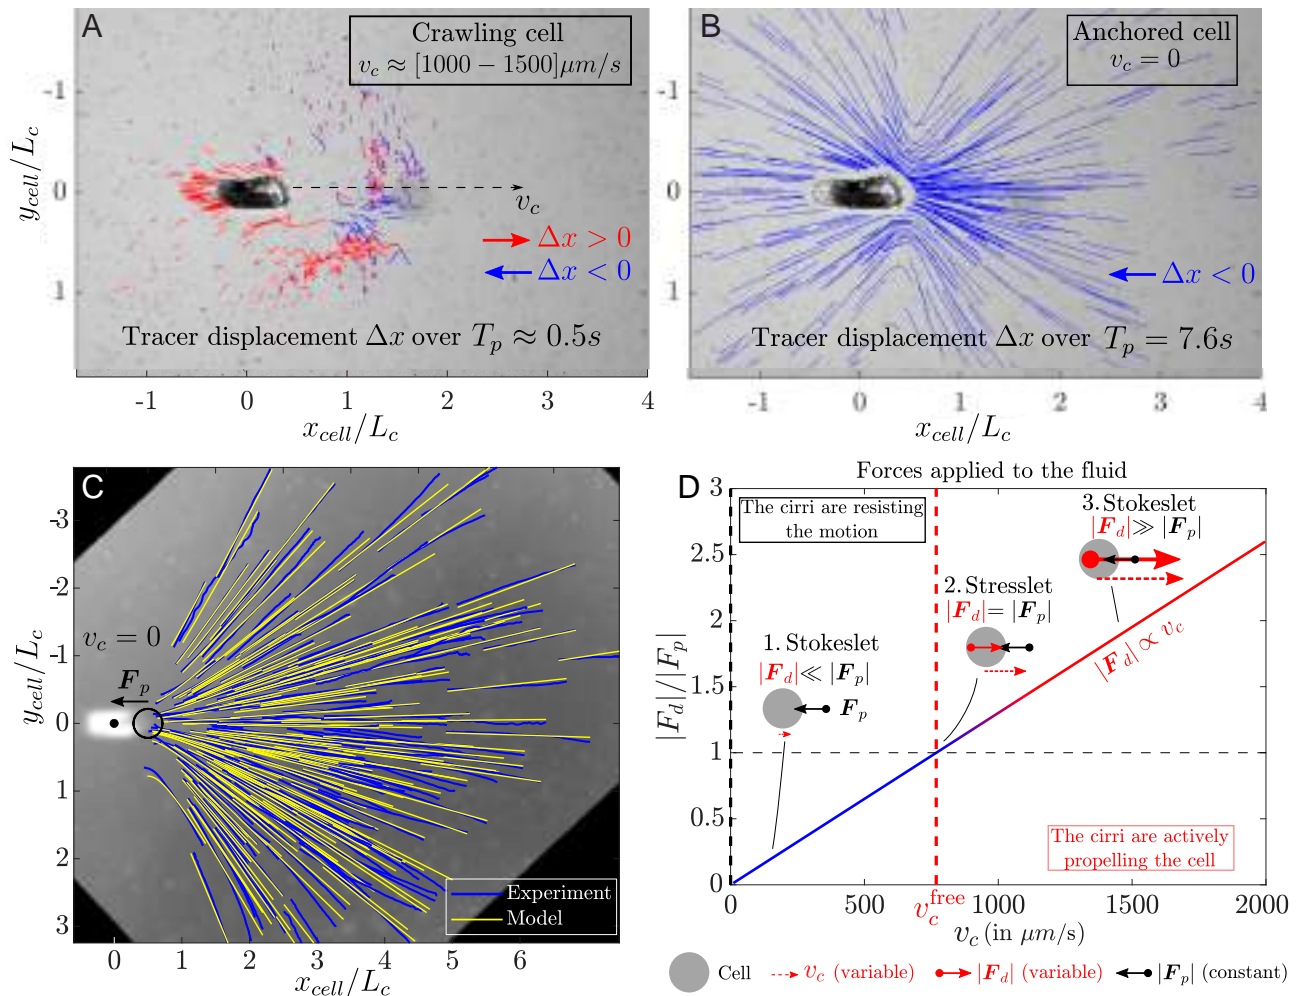 A
Crawling cell
v_c ≈ [1000 − 1500]μm/s
-1
0
1
y_cell/L_c
v_c
Δx > 0
Δx < 0
Tracer displacement Δx over T_p ≈ 0.5s
-1 0 1 2 3 4
x_cell/L_c
B
Anchored cell
v_c = 0
-1
0
1
Δx < 0
Tracer displacement Δx over T_p = 7.6s
-1 0 1 2 3 4
x_cell/L_c
C
-3
-2
-1
0
1
2
3
y_cell/L_c
v_c = 0
F_p
Experiment
Model
0 1 2 3 4 5 6
x_cell/L_c
D
Forces applied to the fluid
3
2.5
2
1.5
1
0.5
0
|F_d|/|F_p|
The cirri are resisting
the motion
3. Stokeslet
|F_d| ≫ |F_p|
2. Stresslet
|F_d| = |F_p|
1. Stokeslet
|F_d| ≪ |F_p|
F_p
|F_d| ∝ v_c
The cirri are actively
propelling the cell
0 500 1000 1500 2000
v_c^free
v_c (in μm/s)
Cell v_c (variable) |F_d| (variable) |F_p| (constant)